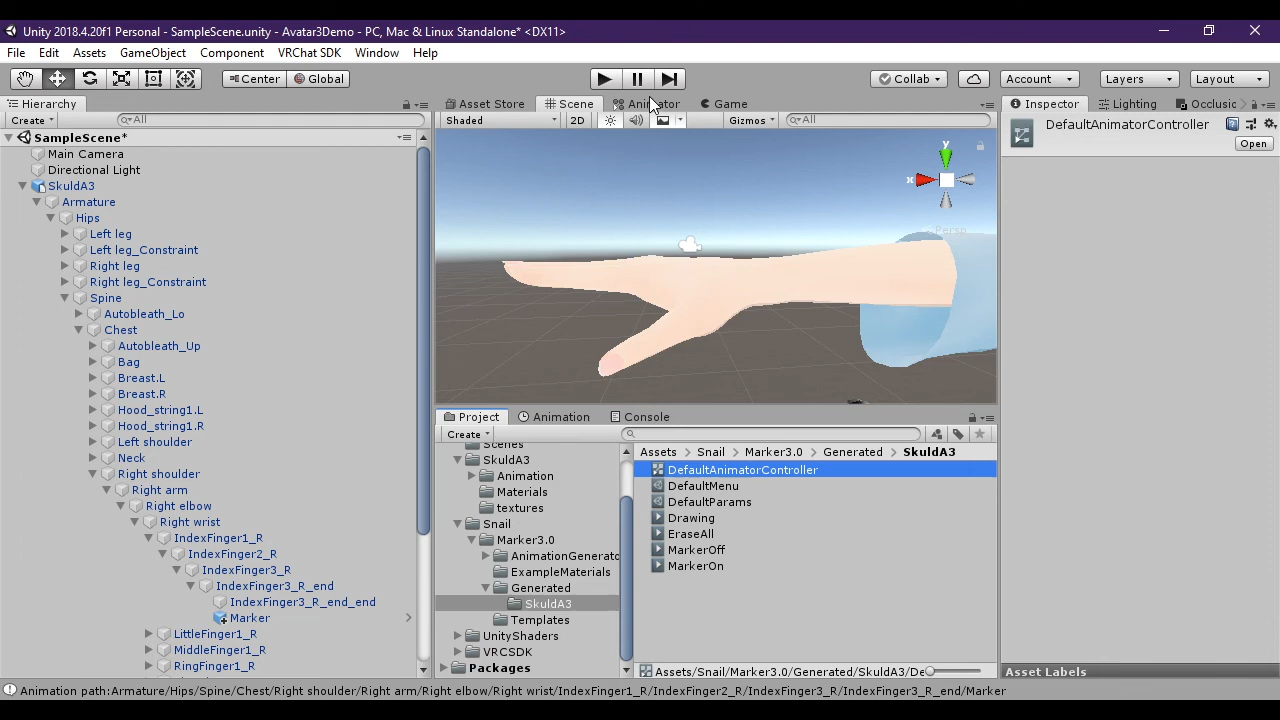 Unity 2018.4.20f1 Personal - SampleScene.unity - Avatar3Demo - PC, Mac & Linux Standalone* <DX11>
File Edit Assets GameObject Component VRChat SDK Window Help
Center Global Collab Account Layers Layout
Hierarchy
Create All
SampleScene*
Main Camera
Directional Light
SkuldA3
Armature
Hips
Left leg
Left leg_Constraint
Right leg
Right leg_Constraint
Spine
Autobleath_Lo
Chest
Autobleath_Up
Bag
Breast.L
Breast.R
Hood_string1.L
Hood_string1.R
Left shoulder
Neck
Right shoulder
Right arm
Right elbow
Right wrist
IndexFinger1_R
IndexFinger2_R
IndexFinger3_R
IndexFinger3_R_end
IndexFinger3_R_end_end
Marker
LittleFinger1_R
MiddleFinger1_R
RingFinger1_R
Asset Store Scene Animator Game
Shaded 2D Gizmos All
y
x
Persp
Project Animation Console
Create
Scenes
SkuldA3
Animation
Materials
textures
Snail
Marker3.0
AnimationGenerato
ExampleMaterials
Generated
SkuldA3
Templates
UnityShaders
VRCSDK
Packages
Assets Snail Marker3.0 Generated SkuldA3
DefaultAnimatorController
DefaultMenu
DefaultParams
Drawing
EraseAll
MarkerOff
MarkerOn
Assets/Snail/Marker3.0/Generated/SkuldA3/De
Inspector Lighting Occlusic
DefaultAnimatorController
Open
Asset Labels
Animation path:Armature/Hips/Spine/Chest/Right shoulder/Right arm/Right elbow/Right wrist/IndexFinger1_R/IndexFinger2_R/IndexFinger3_R/IndexFinger3_R_end/Marker